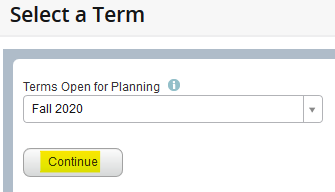 Select a Term
Terms Open for Planning
Fall 2020
Continue